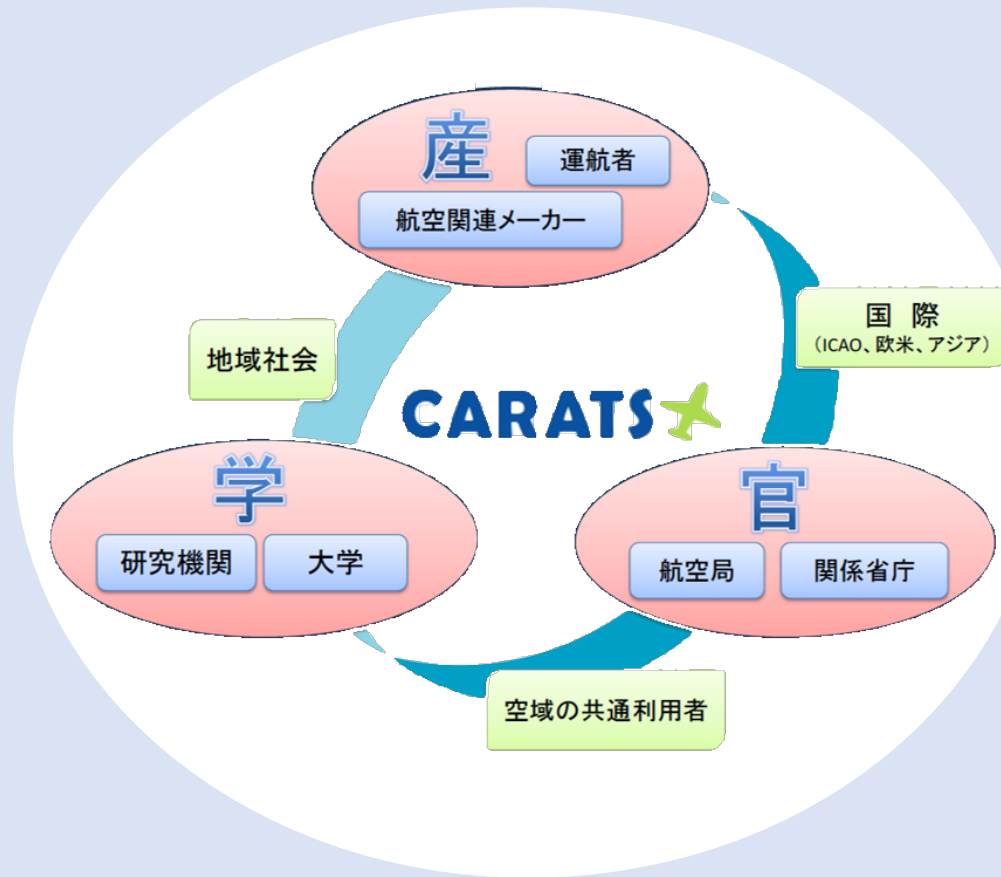 産
運航者
航空関連メーカー
国 際
(ICAO、欧米、アジア)
地域社会
CARATS
学
研究機関
大学
官
航空局
関係省庁
空域の共通利用者